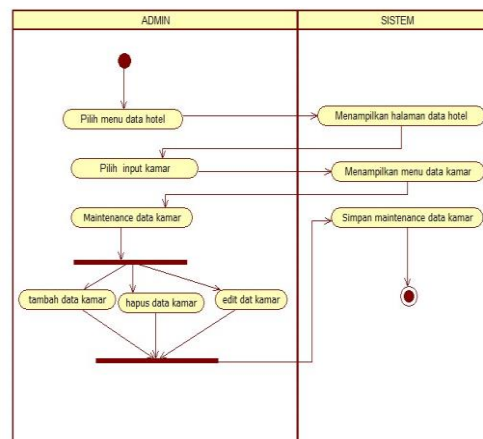 ADMIN
SISTEM
Pilih menu data hotel
Menampilkan halaman data hotel
Pilih input kamar
Menampilkan menu data kamar
Maintenance data kamar
Simpan maintenance data kamar
tambah data kamar
hapus data kamar
edit dat kamar